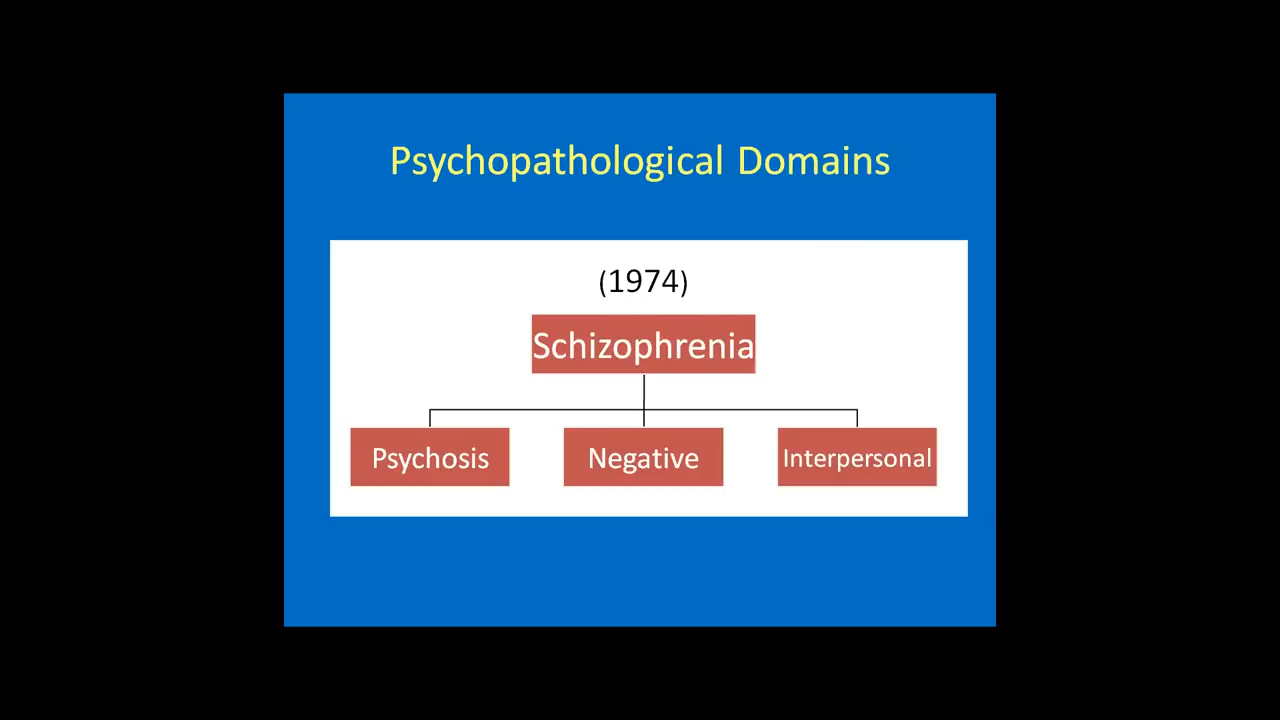 Psychopathological Domains
(1974)
Schizophrenia
Psychosis
Negative
Interpersonal